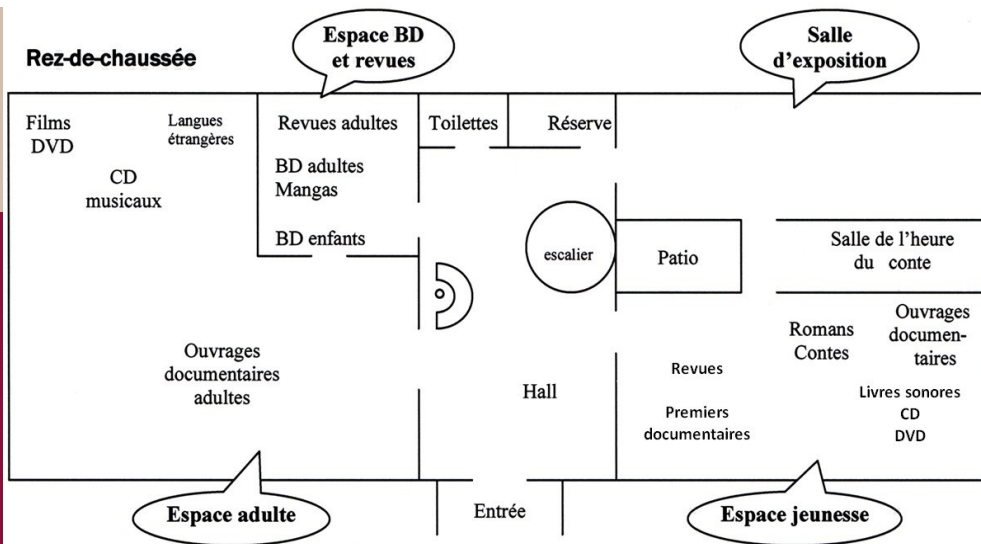 Rez-de-chaussée
Espace BD
et revues
Salle
d'exposition
Films
DVD
Langues
étrangères
CD
musicaux
Revues adultes
BD adultes
Mangas
BD enfants
Toilettes
Réserve
escalier
Patio
Salle de l'heure
du conte
Ouvrages
documentaires
adultes
Hall
Revues
Premiers
documentaires
Romans
Contes
Ouvrages
documen-
taires
Livres sonores
CD
DVD
Espace adulte
Entrée
Espace jeunesse